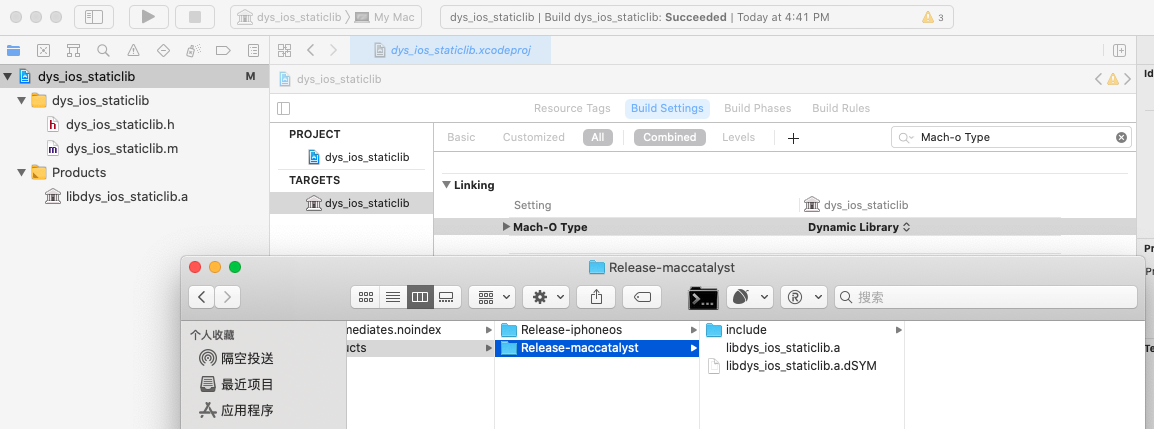 dys_ios_staticlib My Mac
dys_ios_staticlib | Build dys_ios_staticlib: Succeeded | Today at 4:41 PM
3
dys_ios_staticlib.xcodeproj
dys_ios_staticlib M
dys_ios_staticlib
Id
dys_ios_staticlib
Resource Tags Build Settings Build Phases Build Rules
h dys_ios_staticlib.h
m dys_ios_staticlib.m
Products
libdys_ios_staticlib.a
PROJECT
dys_ios_staticlib
TARGETS
dys_ios_staticlib
Basic Customized All Combined Levels
Mach-o Type
Linking
Setting dys_ios_staticlib
Mach-O Type Dynamic Library
Release-maccatalyst
搜索
个人收藏
隔空投送
最近项目
应用程序
mediates.noindex
ucts
Release-iphoneos
Release-maccatalyst
include
libdys_ios_staticlib.a
libdys_ios_staticlib.a.dSYM